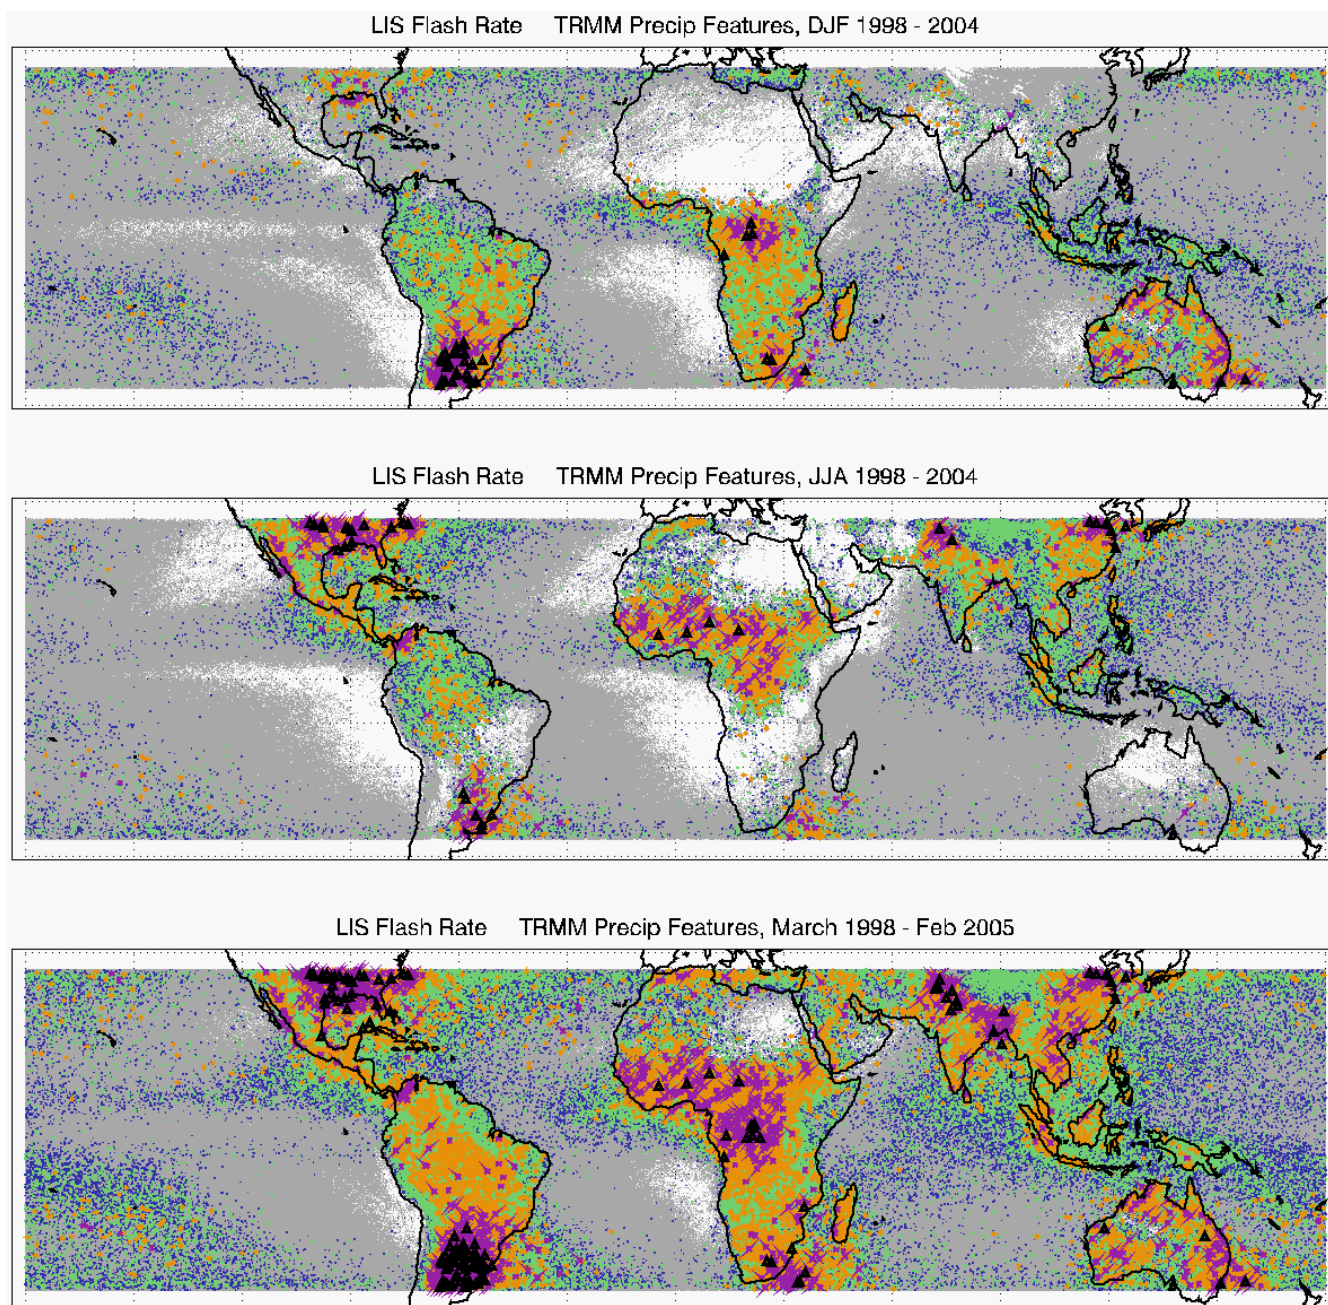 LIS Flash Rate TRMM Precip Features, DJF 1998 - 2004
LIS Flash Rate TRMM Precip Features, JJA 1998 - 2004
LIS Flash Rate TRMM Precip Features, March 1998 - Feb 2005